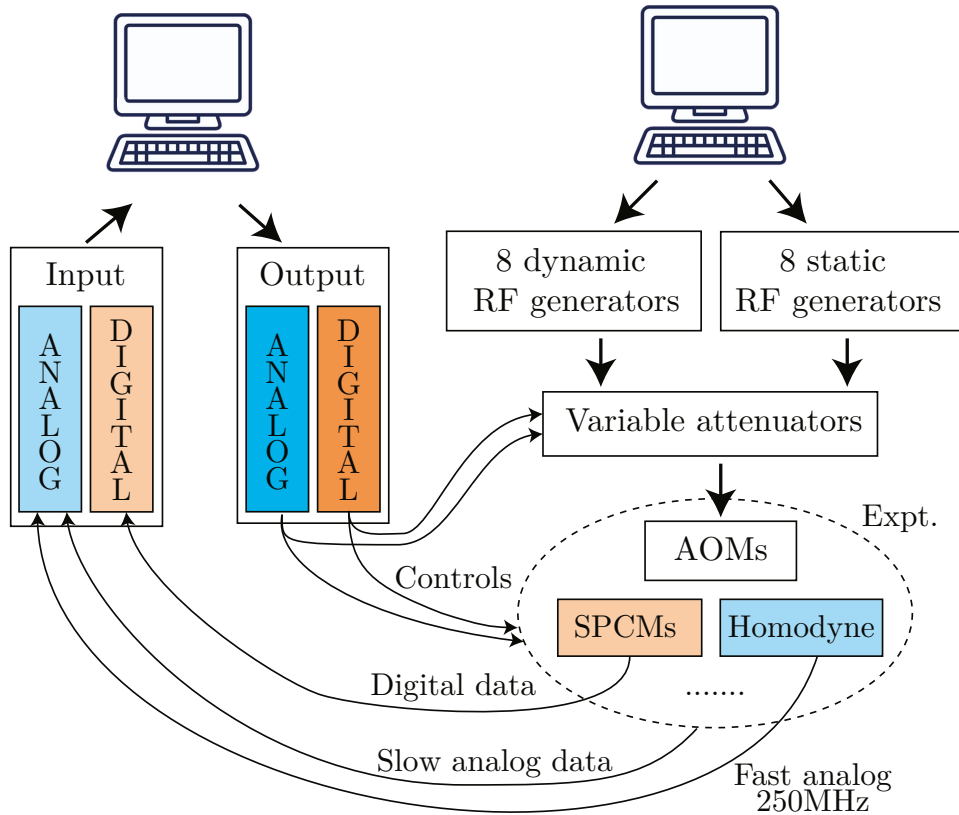 8 dynamic
RF generators
8 static
RF generators
Input
Output
ANALOG
DIGITAL
ANALOG
DIGITAL
Variable attenuators
Expt.
AOMs
Controls
SPCMs
Homodyne
Digital data
.......
Slow analog data
Fast analog
250MHz